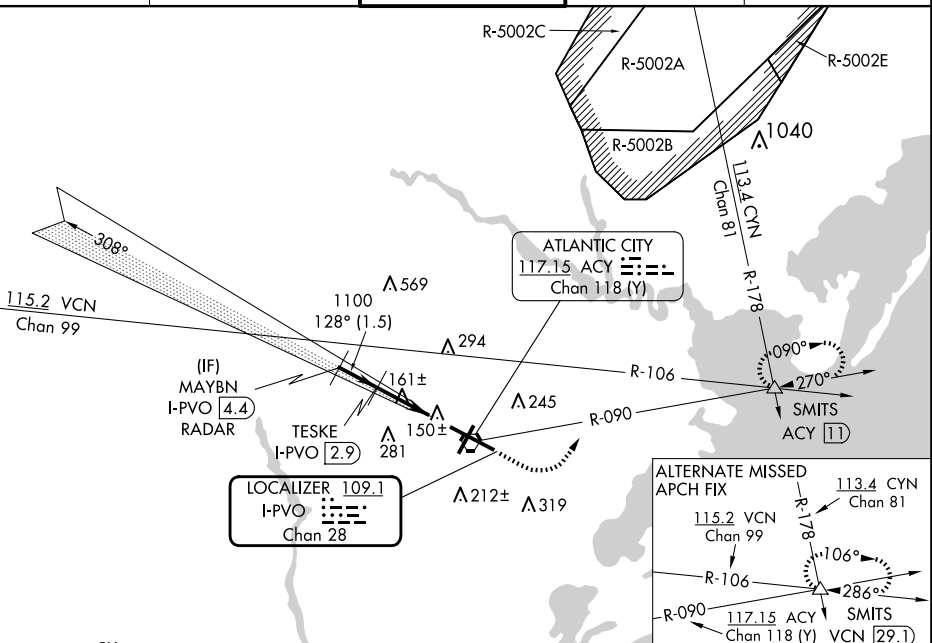 R-5002C
R-5002A
R-5002E
R-5002B
1040
113.4 CYN
Chan 81
R-178
308°
ATLANTIC CITY
117.15 ACY
Chan 118 (Y)
569
1100
128° (1.5)
115.2 VCN
Chan 99
294
R-106
090°
270°
(IF)
MAYBN
I-PVO 4.4
RADAR
161±
245
R-090
SMITS
ACY 11
TESKE
I-PVO 2.9
150±
281
LOCALIZER 109.1
I-PVO
Chan 28
212±
319
ALTERNATE MISSED
APCH FIX
113.4 CYN
Chan 81
115.2 VCN
Chan 99
R-178
106°
R-106
286°
R-090
SMITS
117.15 ACY
Chan 118 (Y)
VCN 29.1